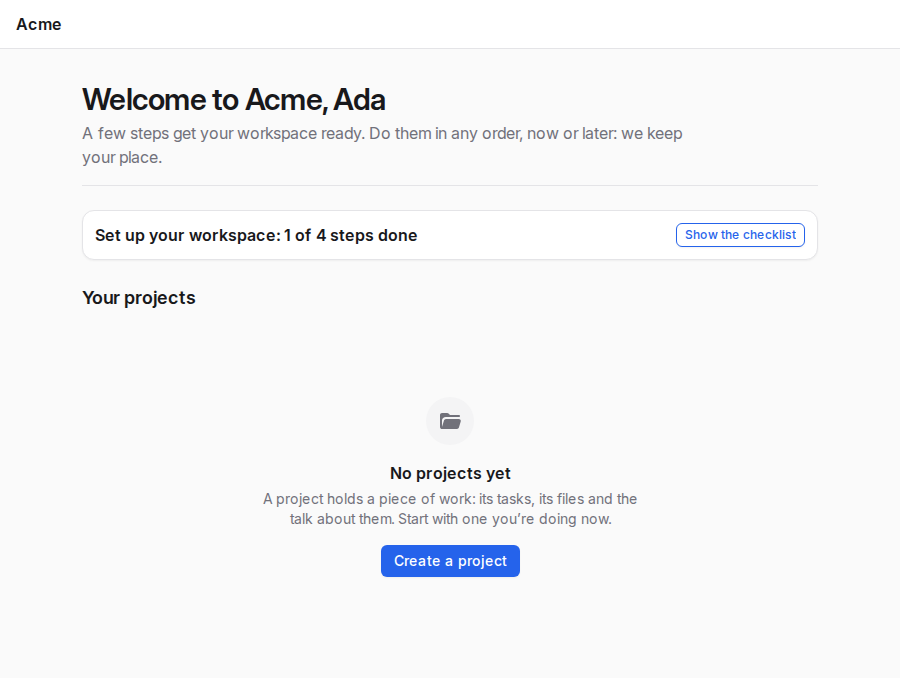 Acme
Welcome to Acme, Ada
A few steps get your workspace ready. Do them in any order, now or later: we keep
your place.
Set up your workspace: 1 of 4 steps done
Show the checklist
Your projects
No projects yet
A project holds a piece of work: its tasks, its files and the
talk about them. Start with one you’re doing now.
Create a project